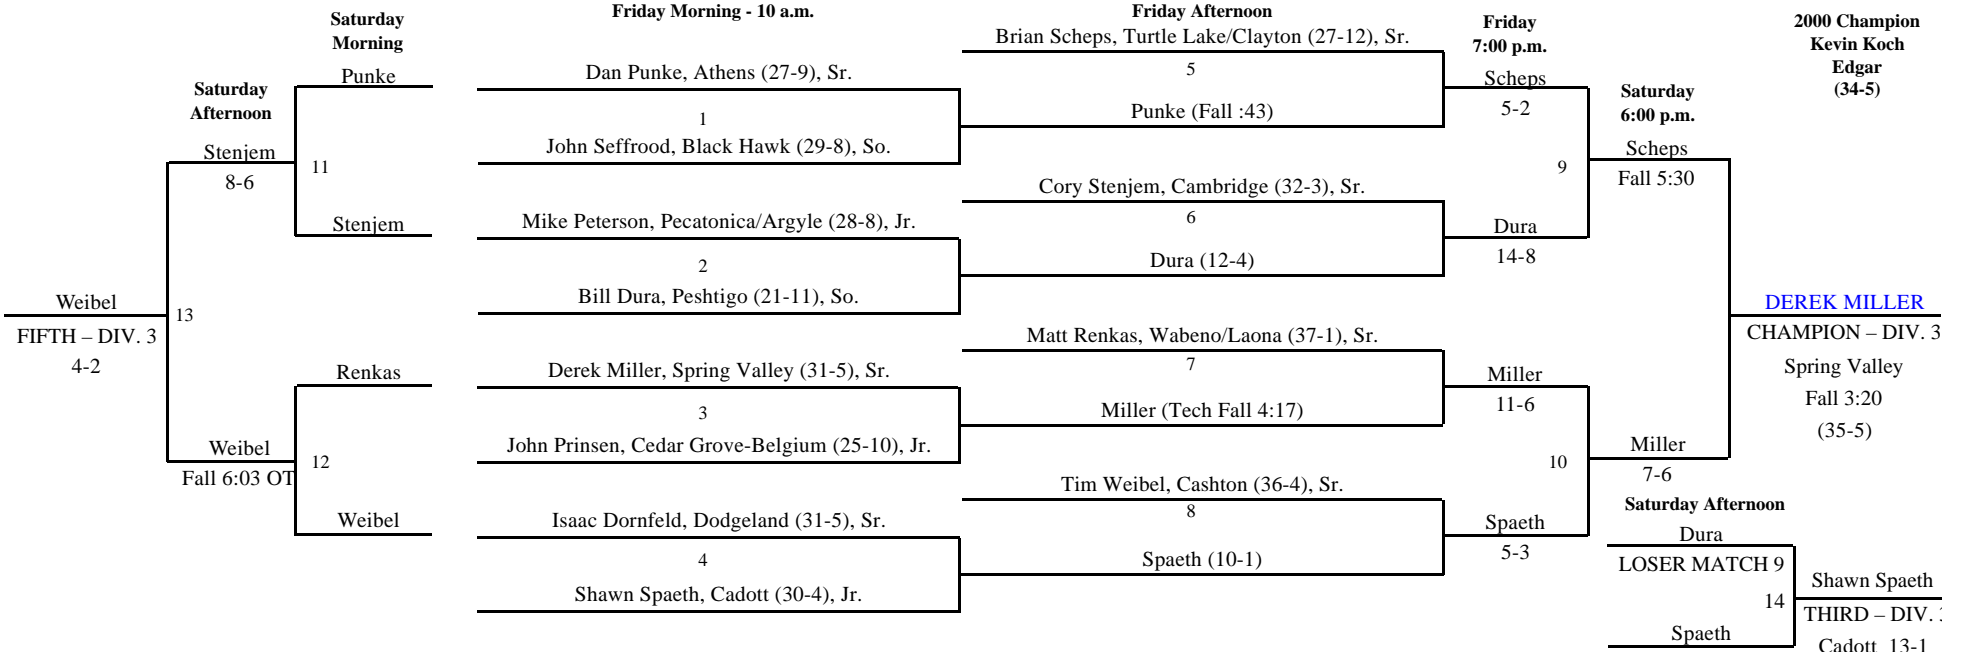 Saturday
Morning
Punke
Saturday
Afternoon
Stenjem
8-6
11
Stenjem
Weibel
FIFTH – DIV. 3
4-2
13
Renkas
Weibel
Fall 6:03 OT
12
Weibel
Friday Morning - 10 a.m.
Dan Punke, Athens (27-9), Sr.
1
John Seffrood, Black Hawk (29-8), So.
Mike Peterson, Pecatonica/Argyle (28-8), Jr.
2
Bill Dura, Peshtigo (21-11), So.
Derek Miller, Spring Valley (31-5), Sr.
3
John Prinsen, Cedar Grove-Belgium (25-10), Jr.
Isaac Dornfeld, Dodgeland (31-5), Sr.
4
Shawn Spaeth, Cadott (30-4), Jr.
Friday Afternoon
Brian Scheps, Turtle Lake/Clayton (27-12), Sr.
5
Punke (Fall :43)
Cory Stenjem, Cambridge (32-3), Sr.
6
Dura (12-4)
Matt Renkas, Wabeno/Laona (37-1), Sr.
7
Miller (Tech Fall 4:17)
Tim Weibel, Cashton (36-4), Sr.
8
Spaeth (10-1)
Friday
7:00 p.m.
Scheps
5-2
9
Dura
14-8
Miller
11-6
10
Spaeth
5-3
Saturday
6:00 p.m.
Scheps
Fall 5:30
Miller
7-6
2000 Champion
Kevin Koch
Edgar
(34-5)
DEREK MILLER
CHAMPION – DIV. 3
Spring Valley
Fall 3:20
(35-5)
Saturday Afternoon
Dura
LOSER MATCH 9
14
Spaeth
Shawn Spaeth
THIRD – DIV. 3
Cadott 13-1